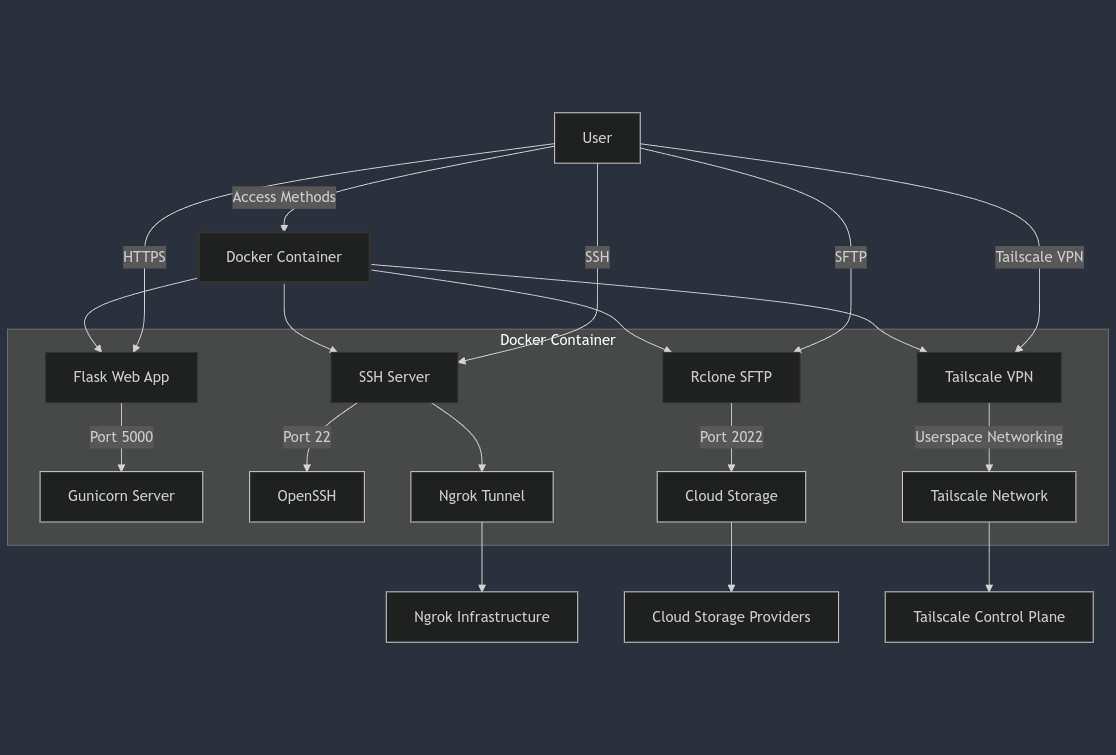 User
Access Methods
HTTPS
Docker Container
SSH
SFTP
Tailscale VPN
Docker Container
Flask Web App
SSH Server
Rclone SFTP
Tailscale VPN
Port 5000
Port 22
Port 2022
Userspace Networking
Gunicorn Server
OpenSSH
Ngrok Tunnel
Cloud Storage
Tailscale Network
Ngrok Infrastructure
Cloud Storage Providers
Tailscale Control Plane